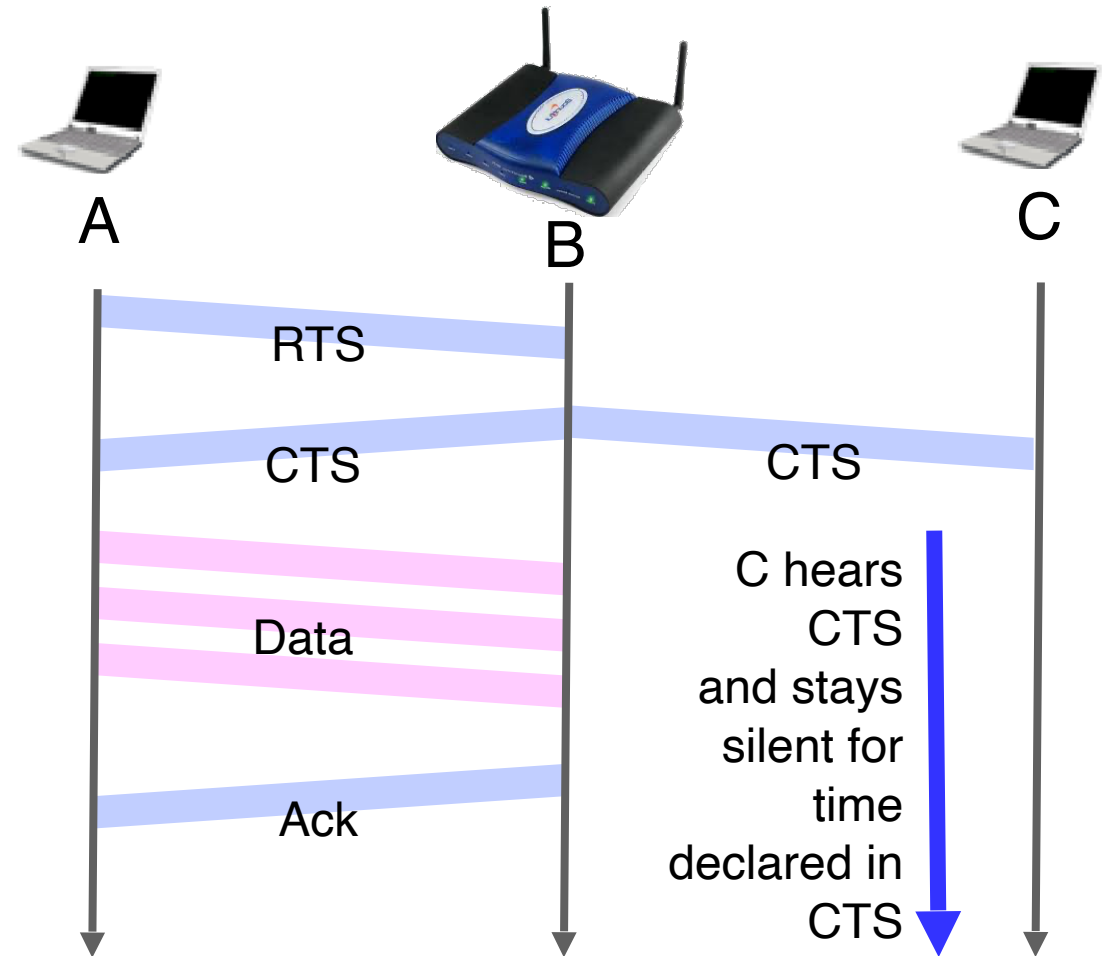 A
B
C
RTS
CTS
CTS
Data
Ack
C hears
CTS
and stays
silent for
time
declared in
CTS